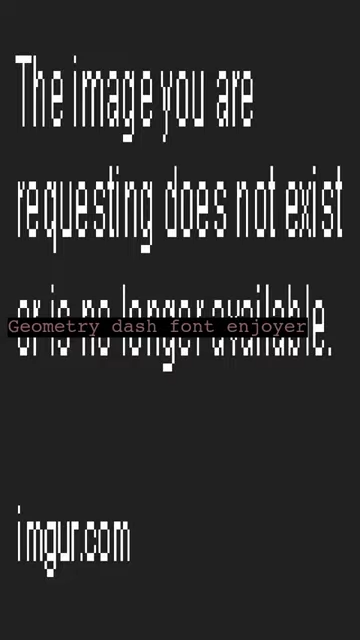 The image you are
requesting does not exist
or is no longer available.
Geometry dash font enjoyer
imgur.com